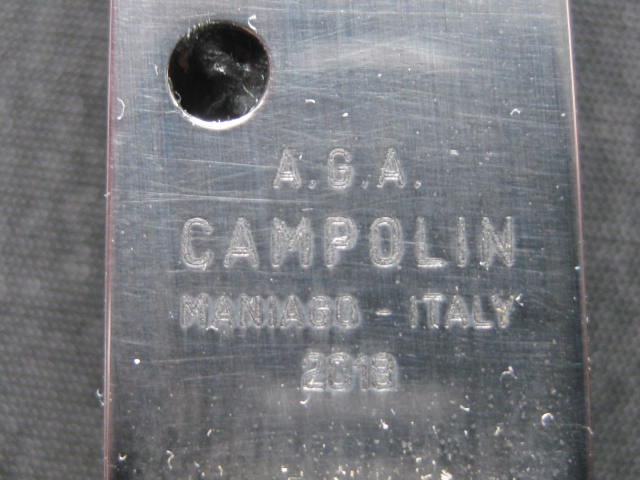 A.G.A.
CAMPOLIN
MANIAGO - ITALY
2018